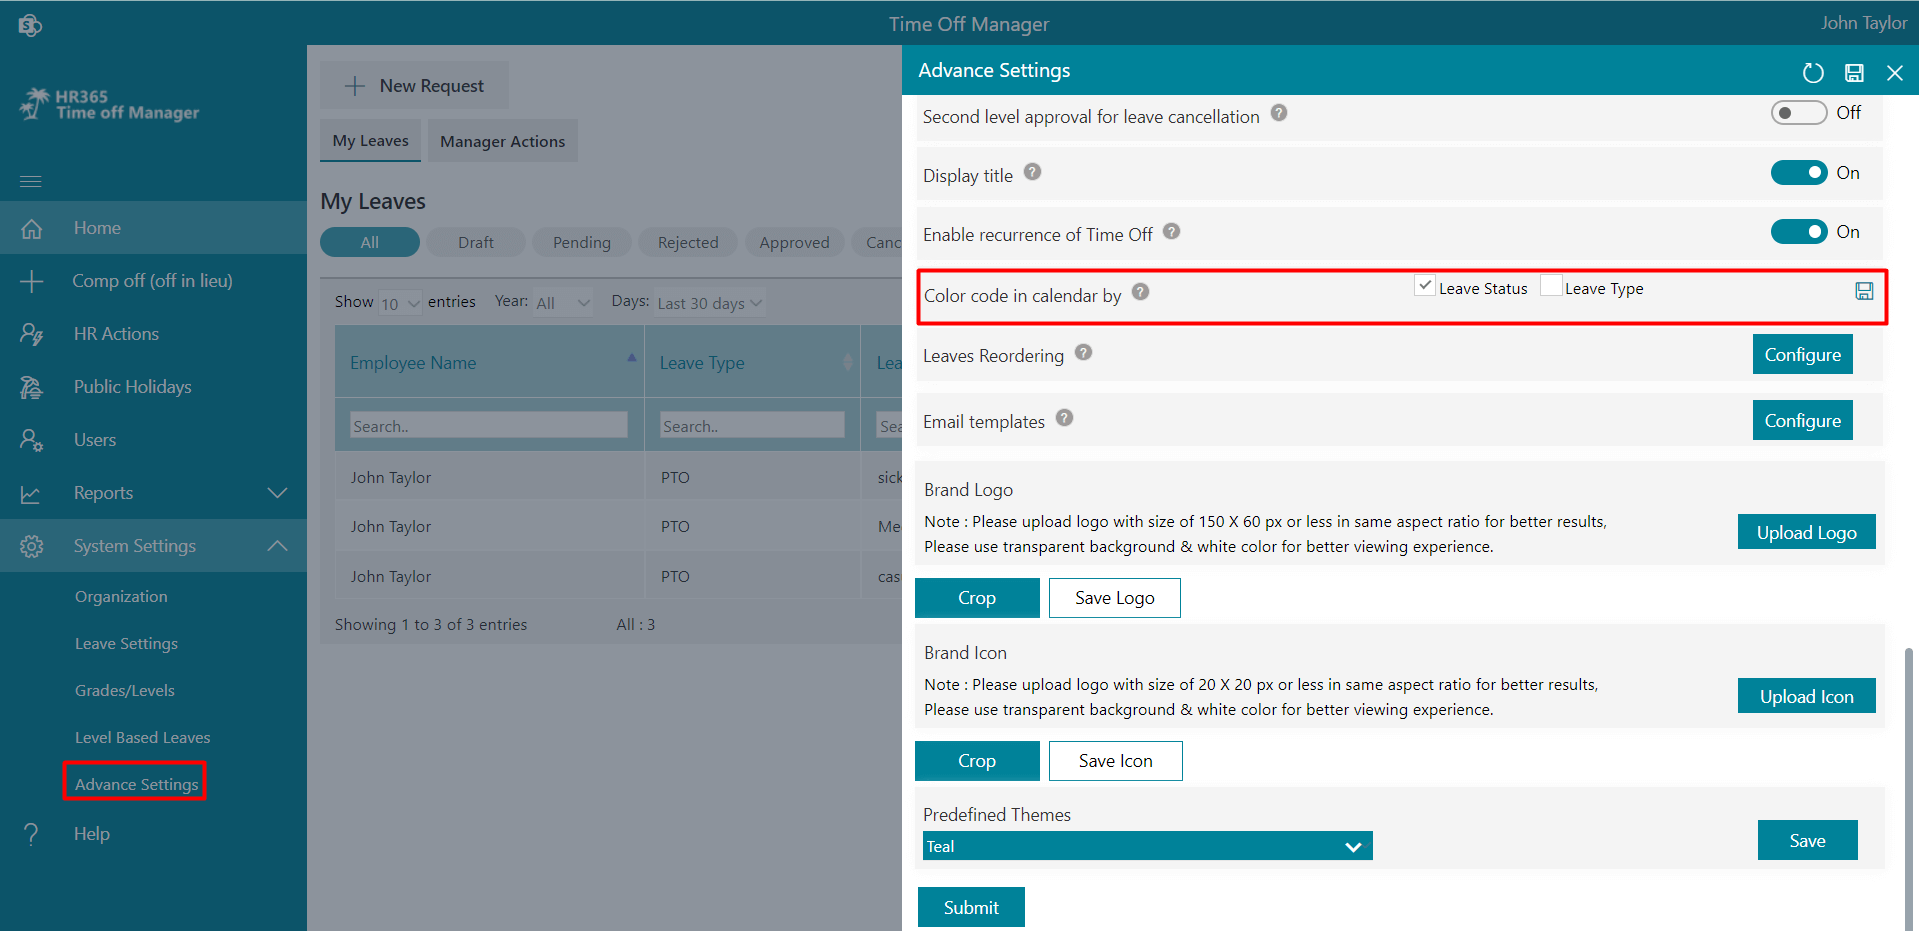 Time Off Manager
John Taylor
HR365
Time off Manager
Home
Comp off (off in lieu)
HR Actions
Public Holidays
Users
Reports
System Settings
Organization
Leave Settings
Grades/Levels
Level Based Leaves
Advance Settings
Help
New Request
My Leaves
Manager Actions
My Leaves
All
Draft
Pending
Rejected
Approved
Canc
Show 10 entries Year: All Days: Last 30 days
Employee Name Leave Type Lea
Search.. Search.. Sea
John Taylor PTO sick
John Taylor PTO Me
John Taylor PTO cas
Showing 1 to 3 of 3 entries All : 3
Advance Settings
Second level approval for leave cancellation ? Off
Display title ? On
Enable recurrence of Time Off ? On
Color code in calendar by ? Leave Status Leave Type
Leaves Reordering ? Configure
Email templates ? Configure
Brand Logo
Note : Please upload logo with size of 150 X 60 px or less in same aspect ratio for better results,
Please use transparent background & white color for better viewing experience.
Upload Logo
Crop Save Logo
Brand Icon
Note : Please upload logo with size of 20 X 20 px or less in same aspect ratio for better results,
Please use transparent background & white color for better viewing experience.
Upload Icon
Crop Save Icon
Predefined Themes
Teal
Save
Submit